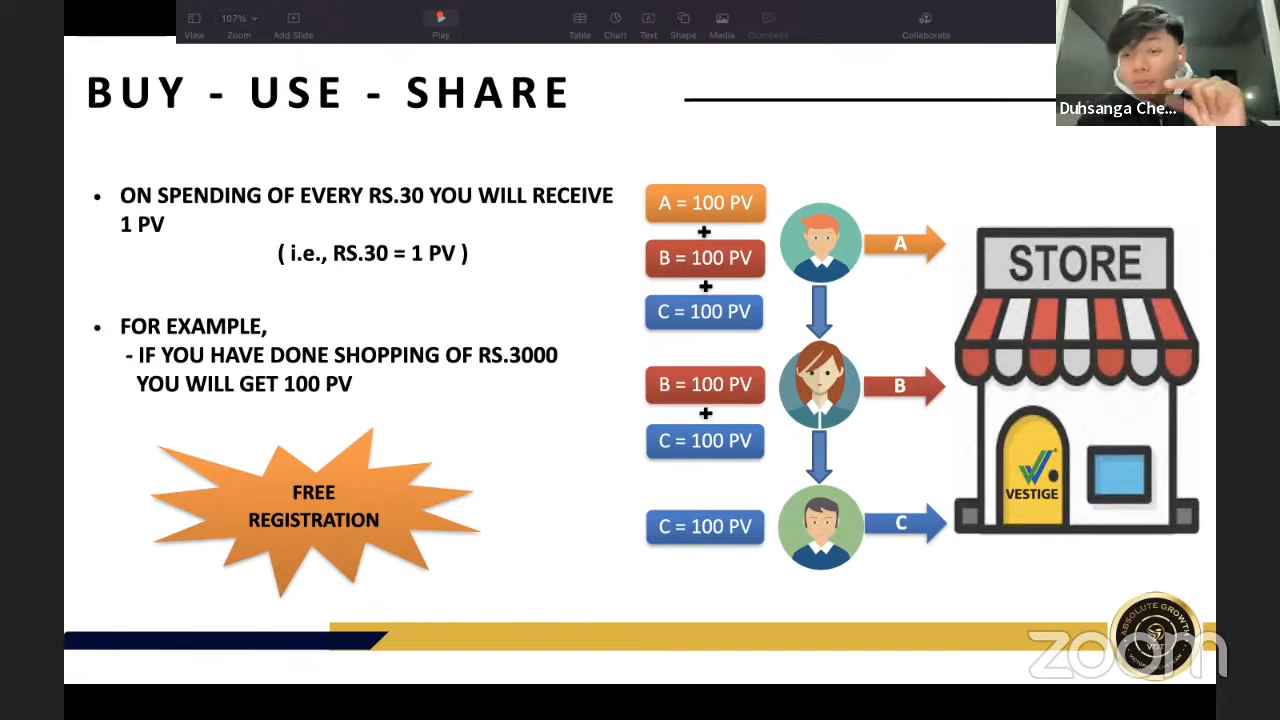 107%
View
Zoom
Add Slide
Play
Table
Chart
Text
Shape
Media
Comment
Collaborate
Duhsanga Che...
BUY - USE - SHARE
• ON SPENDING OF EVERY RS.30 YOU WILL RECEIVE
1 PV
( i.e., RS.30 = 1 PV )
• FOR EXAMPLE,
- IF YOU HAVE DONE SHOPPING OF RS.3000
YOU WILL GET 100 PV
FREE
REGISTRATION
A = 100 PV
+
B = 100 PV
+
C = 100 PV
A
B = 100 PV
+
C = 100 PV
B
C = 100 PV
C
STORE
VESTIGE
ABSOLUTE GROWTH
zoom